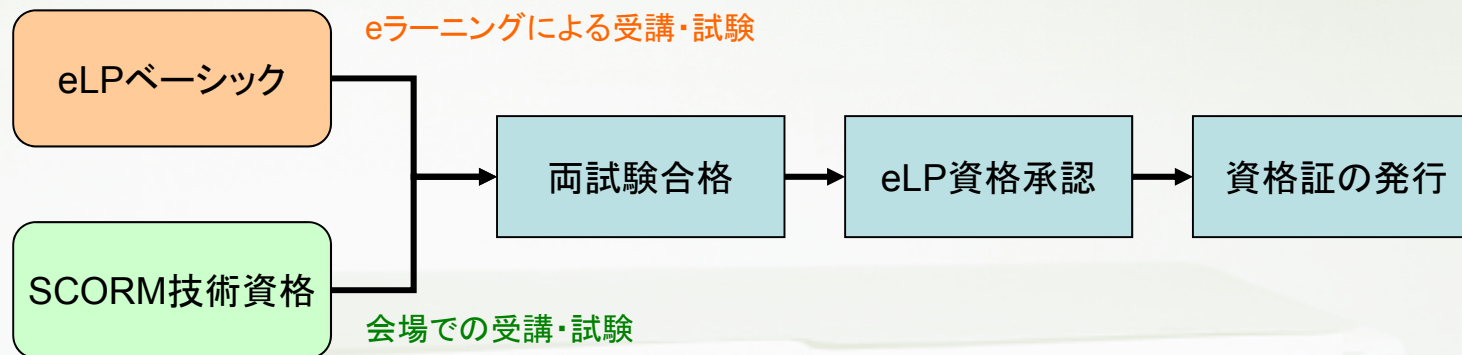 eラーニングによる受講・試験
eLPベーシック
両試験合格
eLP資格承認
資格証の発行
SCORM技術資格
会場での受講・試験